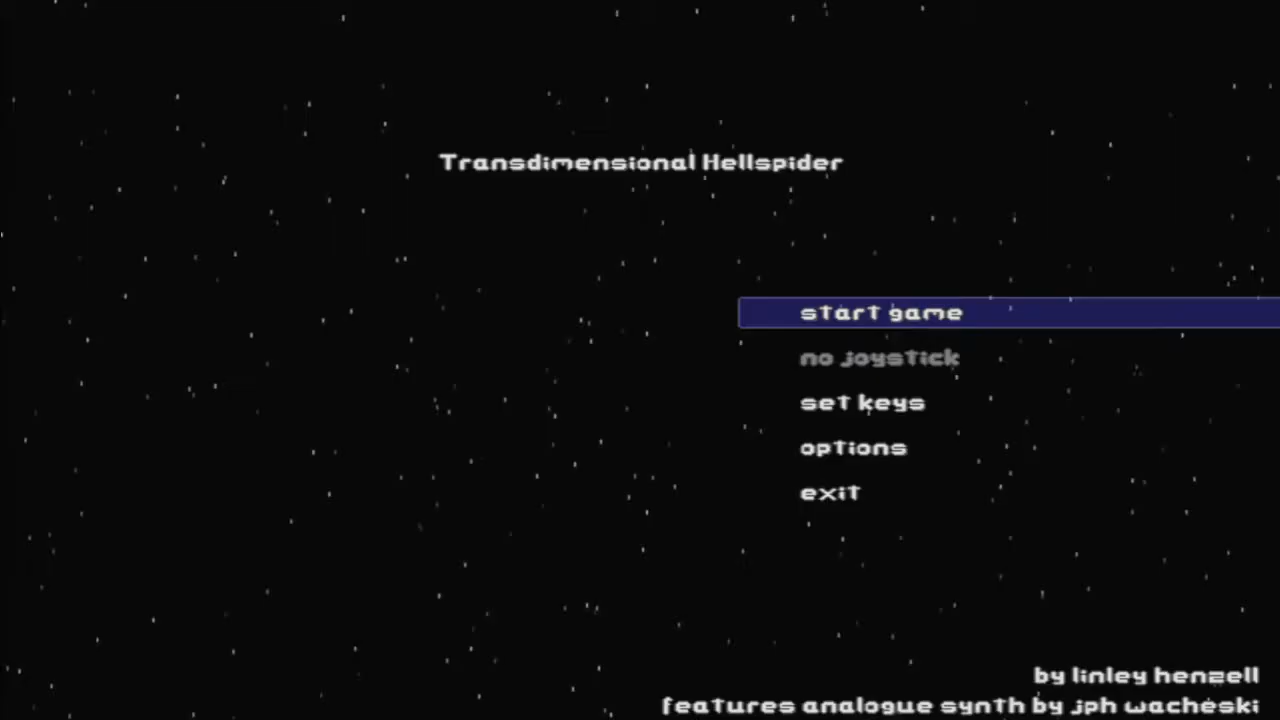 Transdimensional Hellspider
start game
no joystick
set keys
options
exit
by linley henzell
features analogue synth by jph wacheski